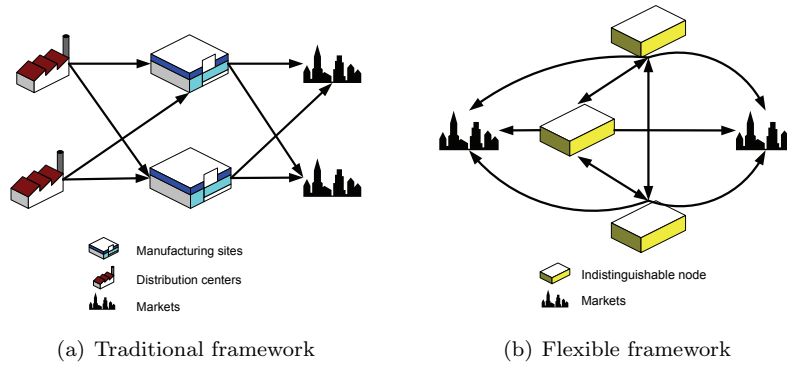 Manufacturing sites
Distribution centers
Markets
(a) Traditional framework
Indistinguishable node
Markets
(b) Flexible framework